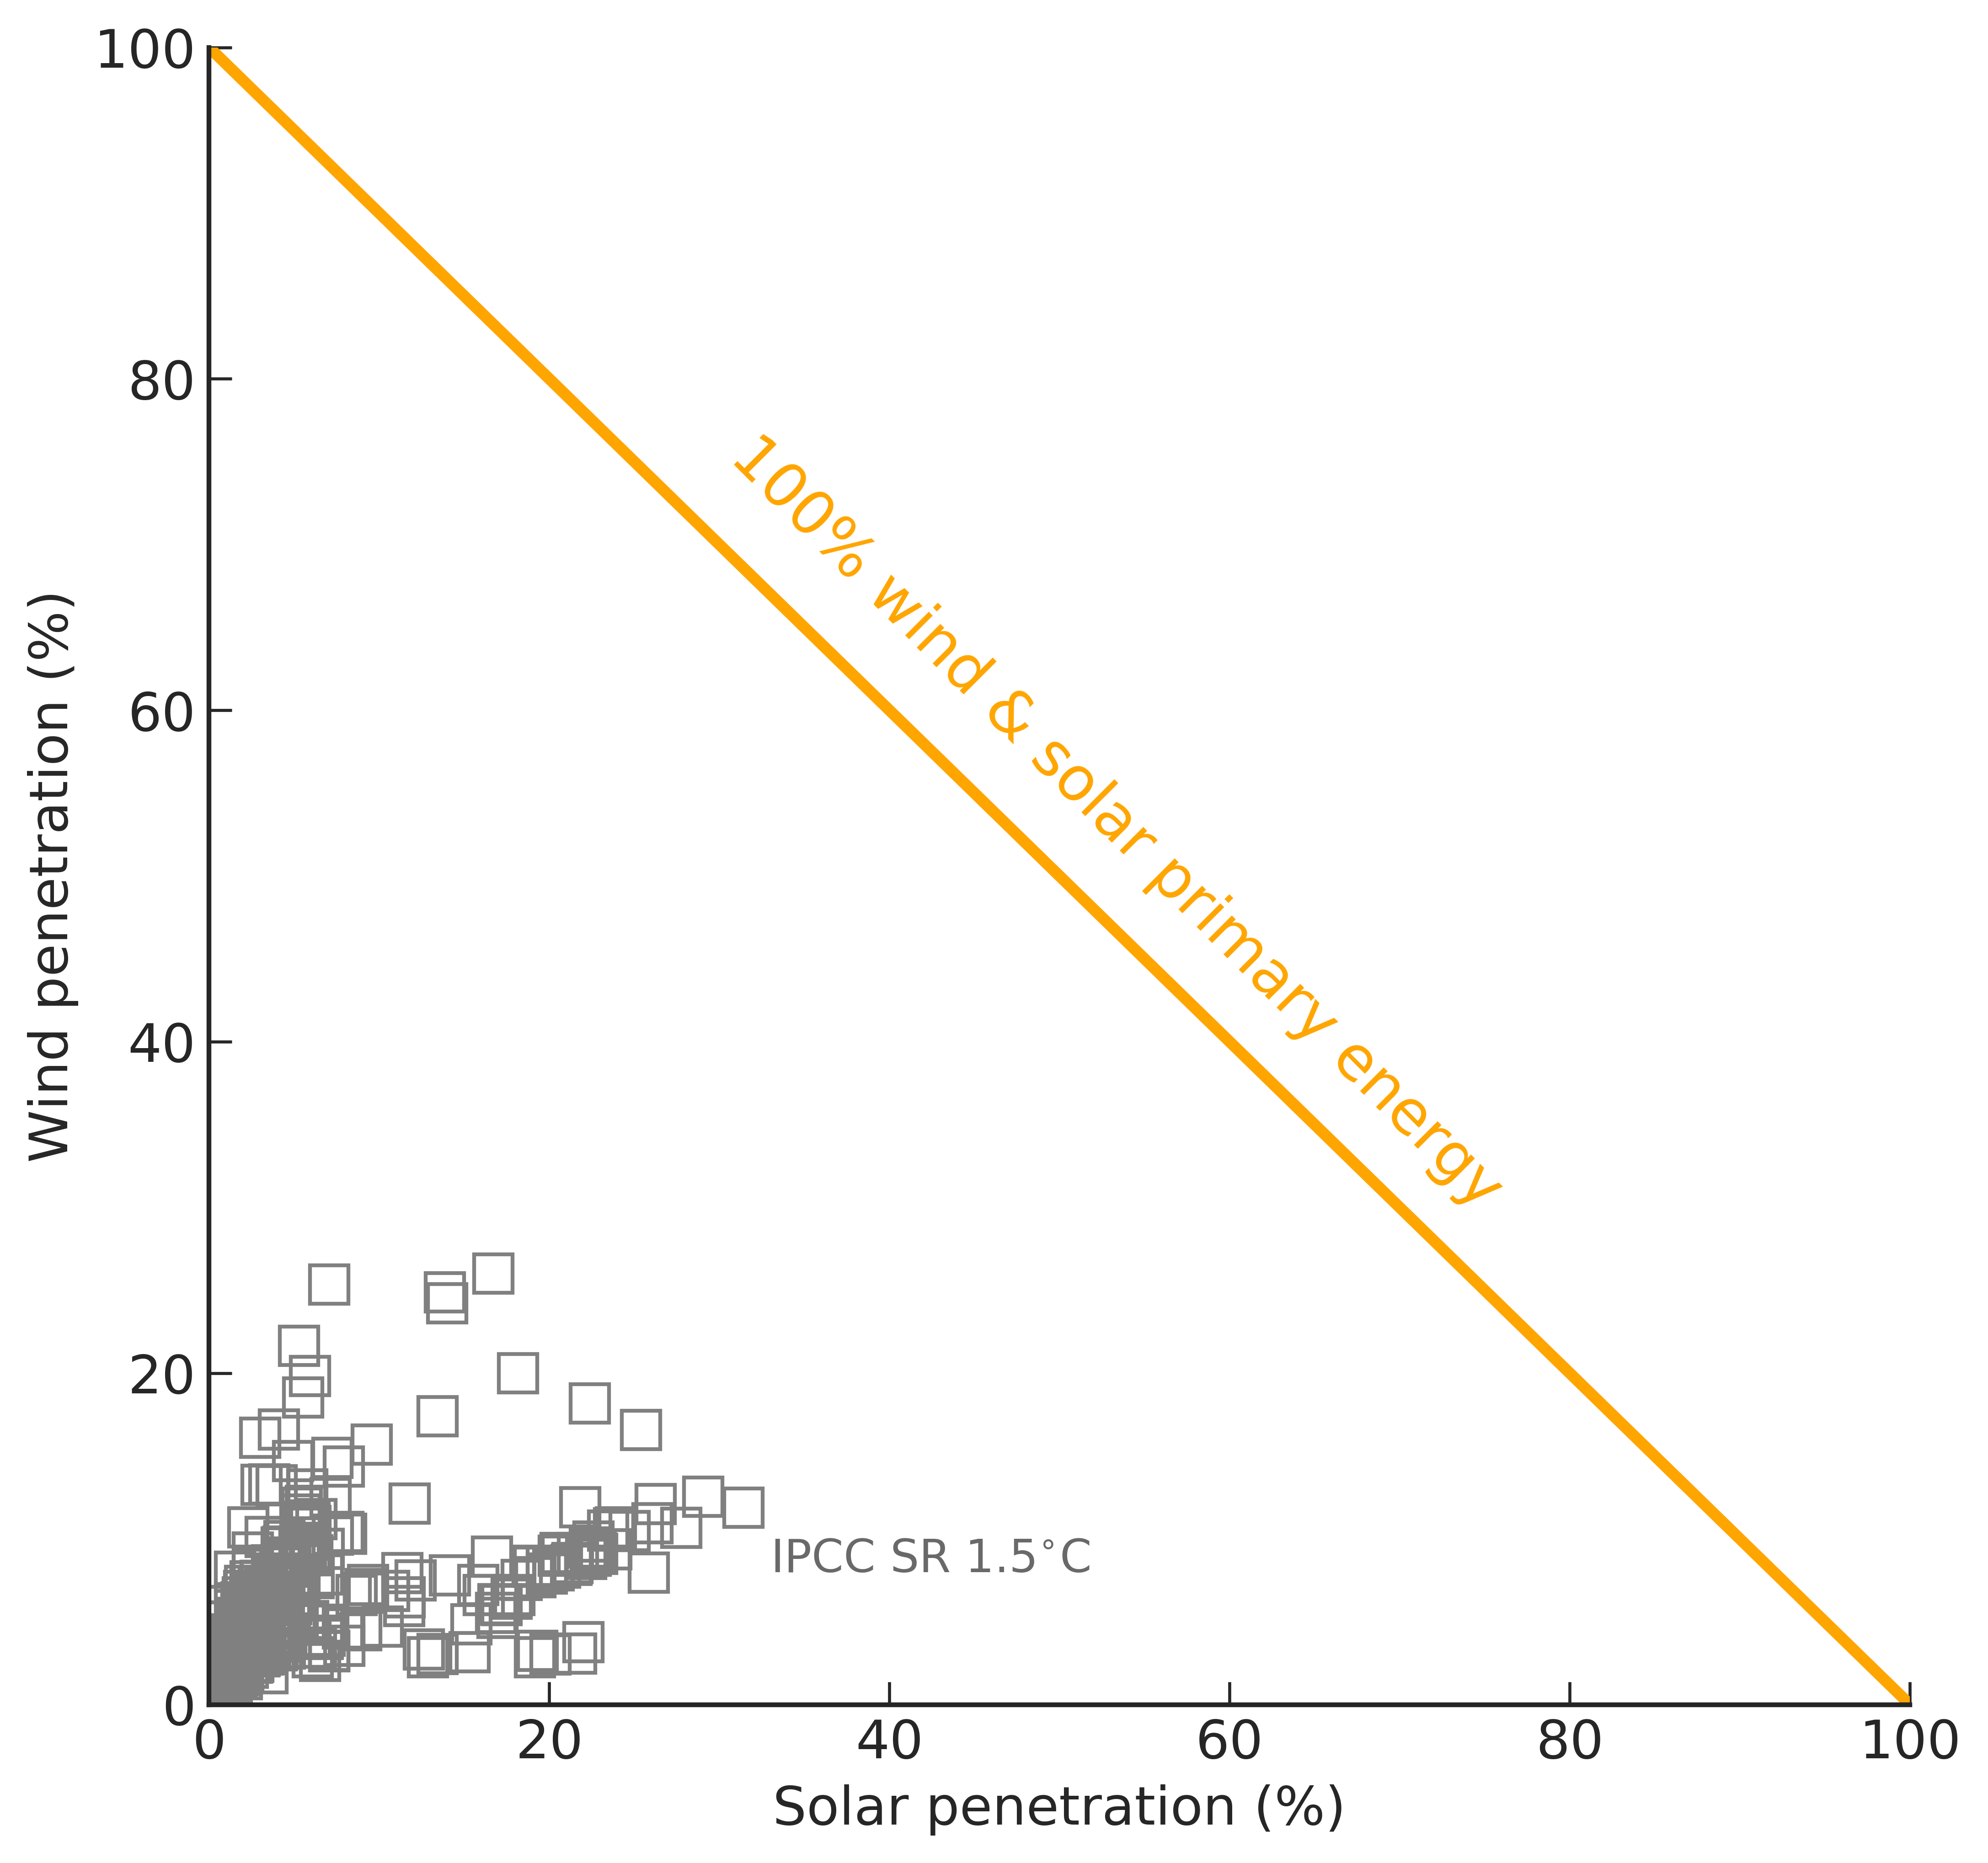 100
80
60
40
20
0
Wind penetration (%)
100% wind & solar primary energy
IPCC SR 1.5°C
0 20 40 60 80 100
Solar penetration (%)